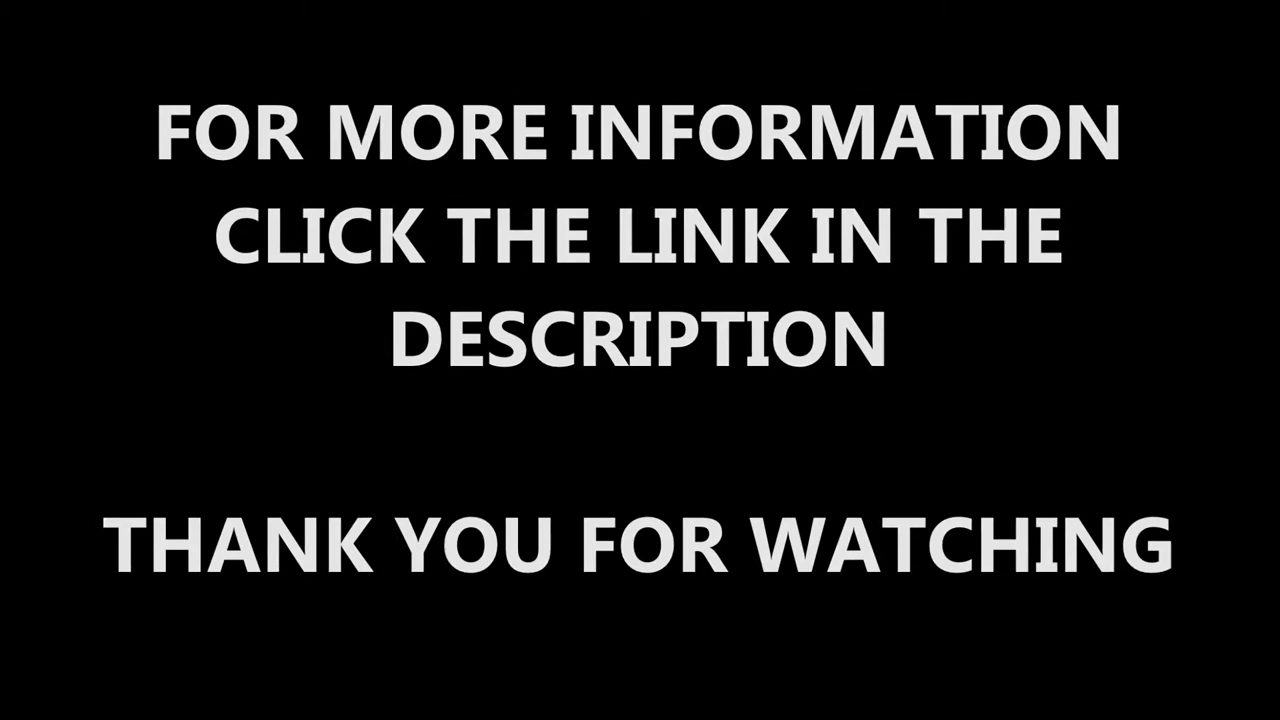 FOR MORE INFORMATION
CLICK THE LINK IN THE
DESCRIPTION
THANK YOU FOR WATCHING